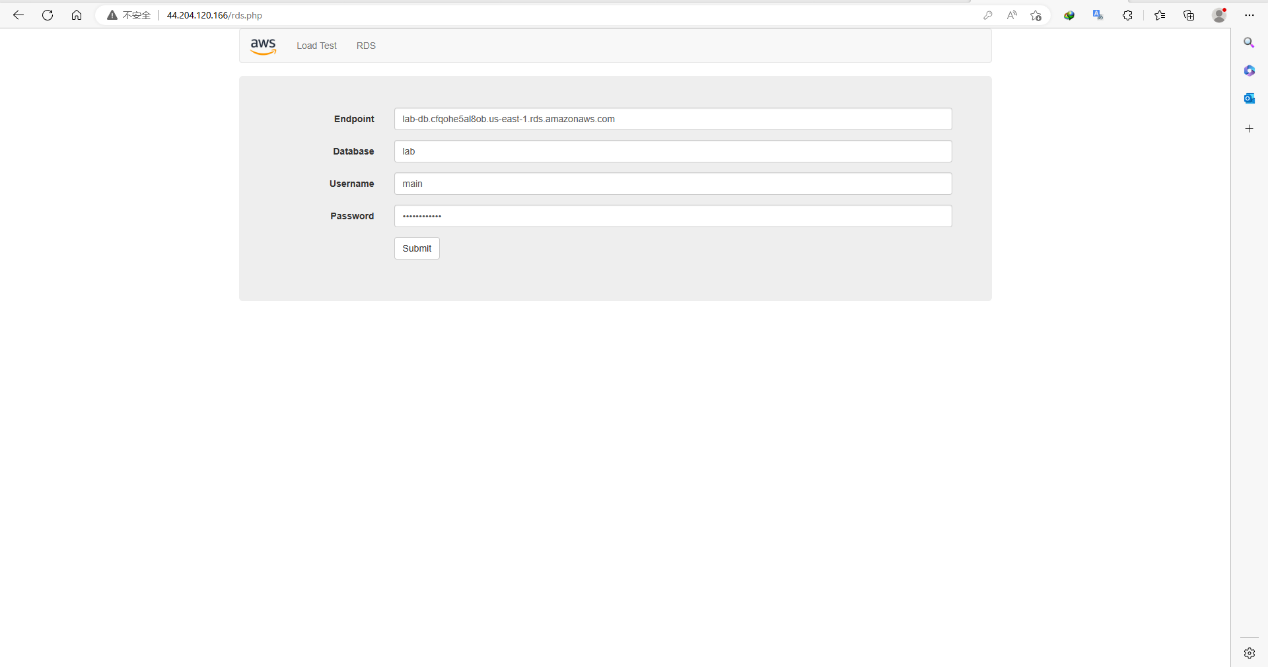 不安全 44.204.120.166/rds.php
aws Load Test RDS
Endpoint lab-db.cfqohe5al8ob.us-east-1.rds.amazonaws.com
Database lab
Username main
Password ••••••••••••
Submit